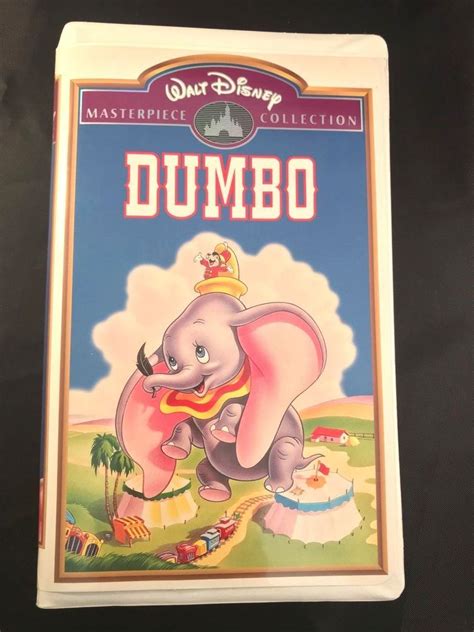 WALT DISNEY
MASTERPIECE COLLECTION
DUMBO